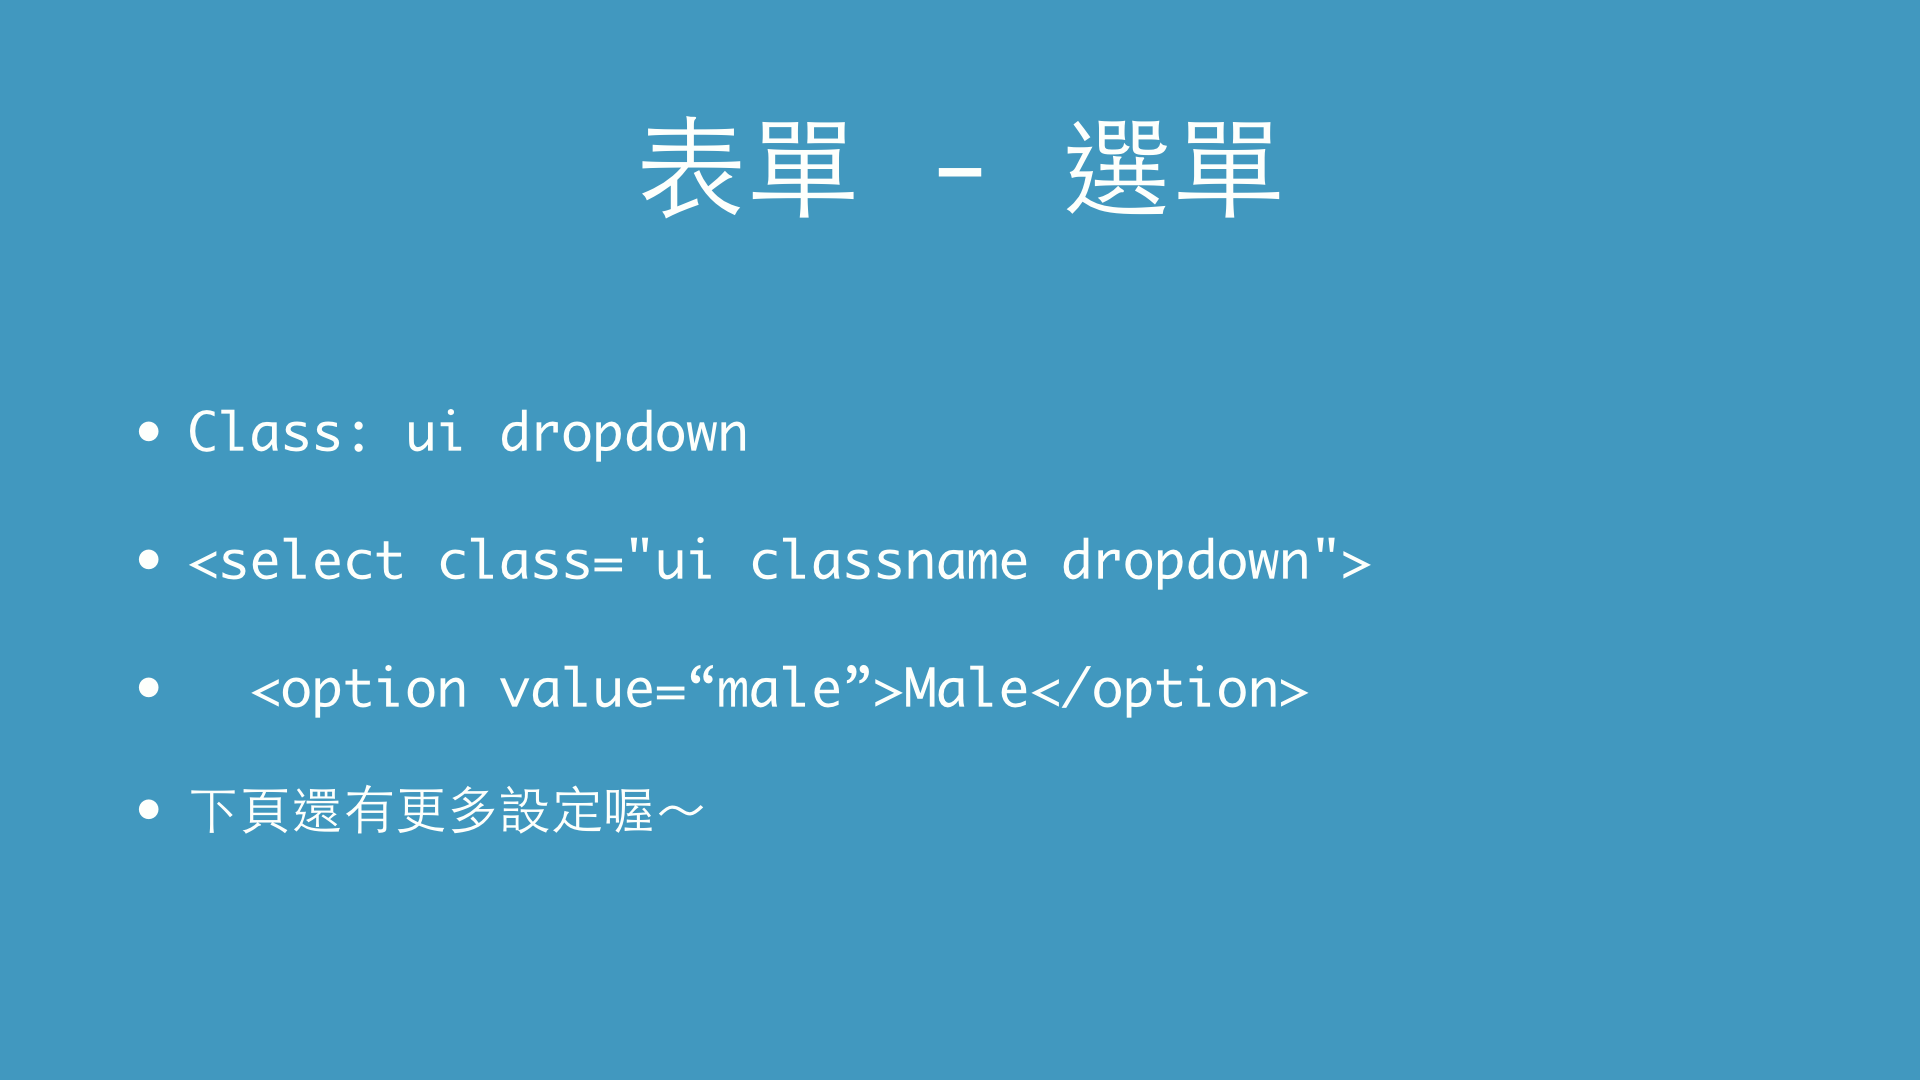 表單 - 選單
• Class: ui dropdown
• <select class="ui classname dropdown">
•   <option value=“male”>Male</option>
• 下頁還有更多設定喔～